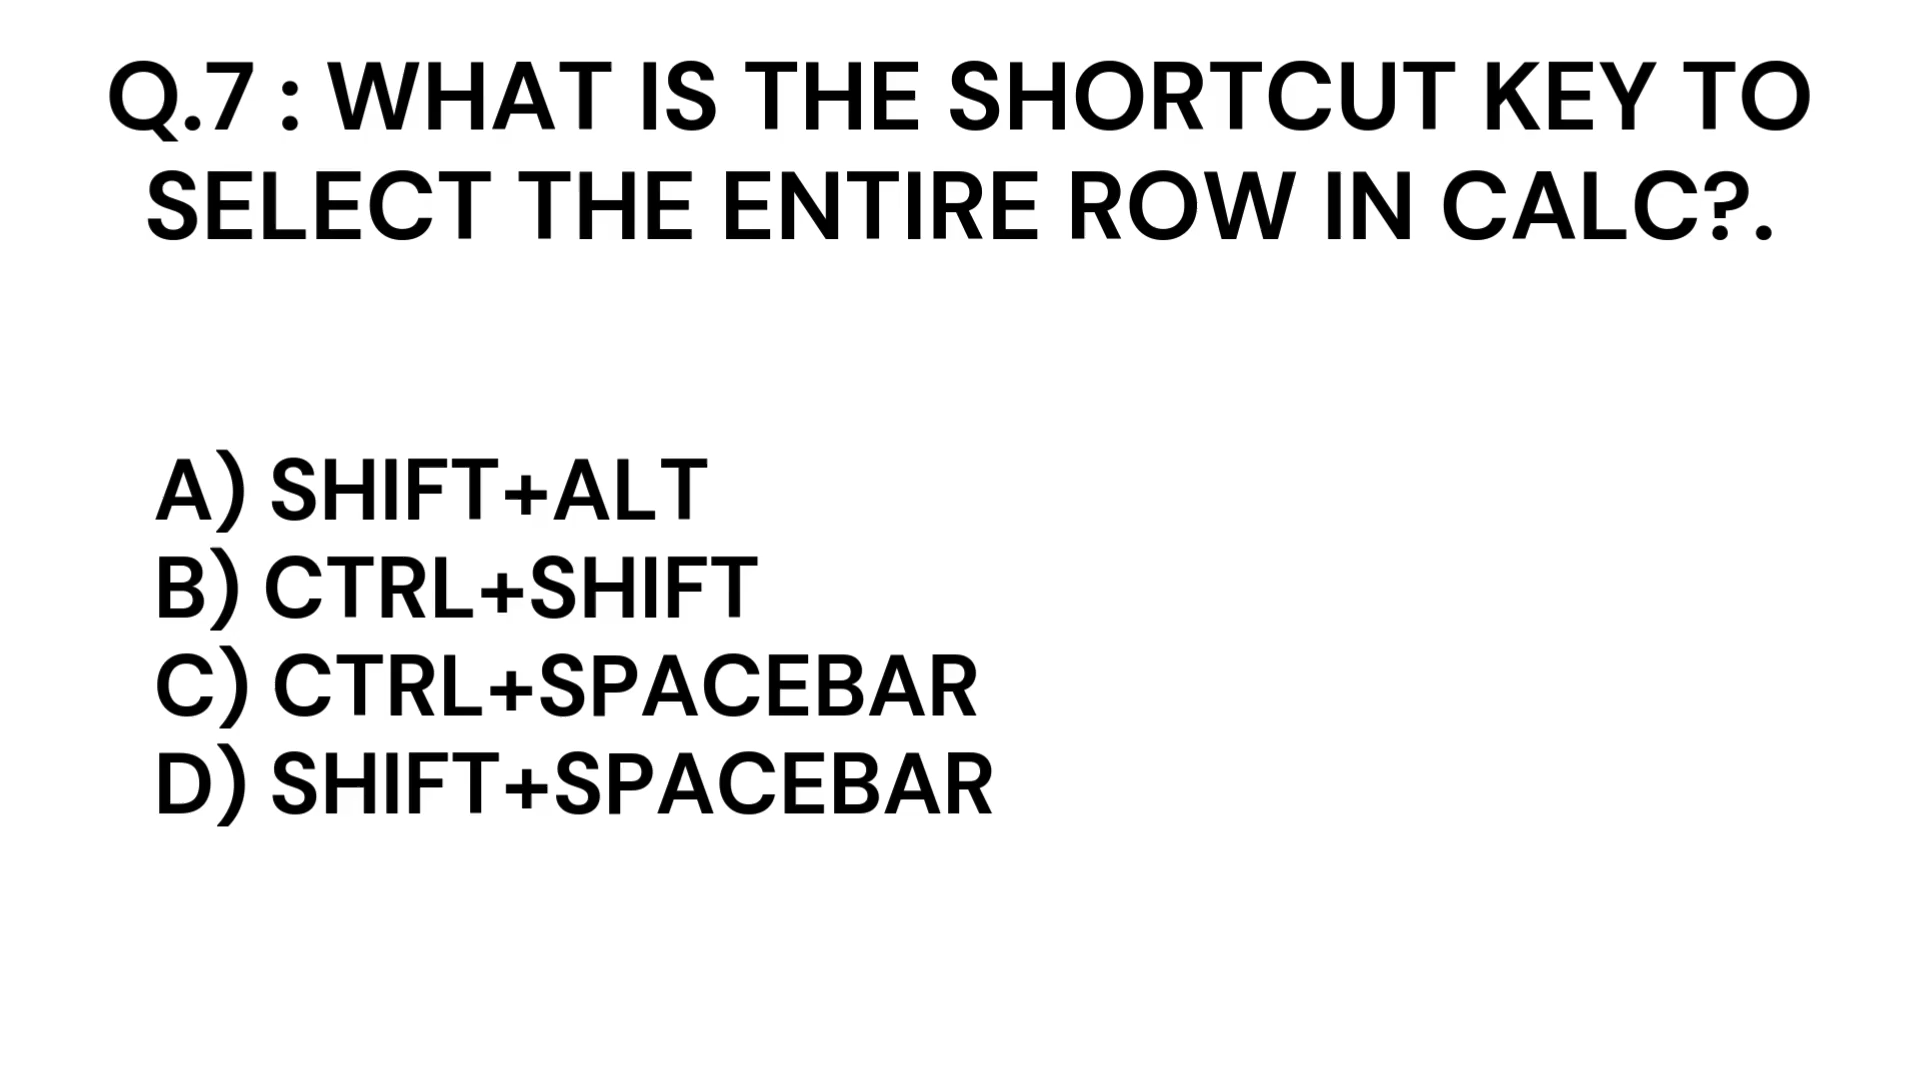 Q.7 : WHAT IS THE SHORTCUT KEY TO
SELECT THE ENTIRE ROW IN CALC?.
A) SHIFT+ALT
B) CTRL+SHIFT
C) CTRL+SPACEBAR
D) SHIFT+SPACEBAR